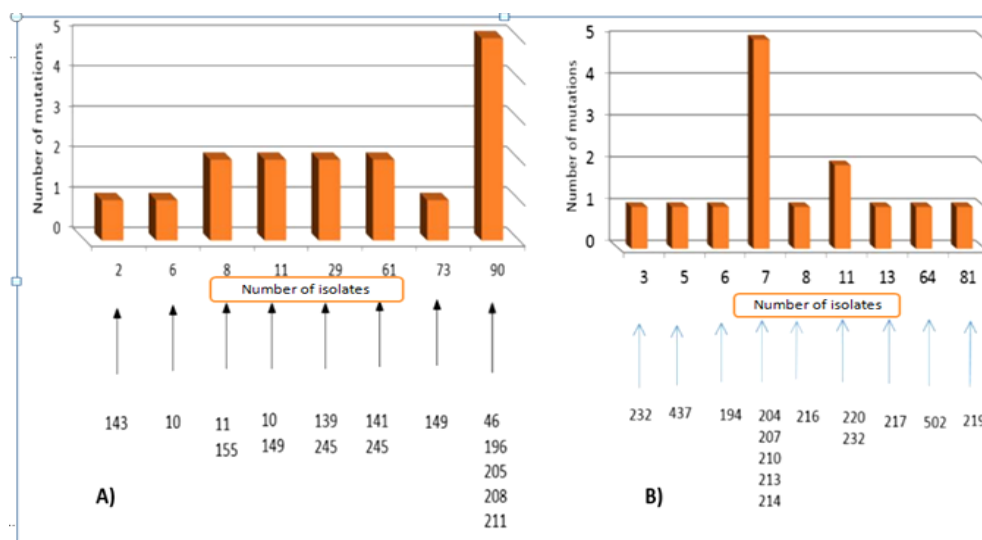 Number of mutations
5
4
3
2
1
0
2 6 8 11 29 61 73 90
Number of isolates
143 10 11 10 139 141 149 46
155 149 245 245 196
205
208
211
A)
Number of mutations
5
4
3
2
1
0
3 5 6 7 8 11 13 64 81
Number of isolates
232 437 194 204 216 220 217 502 219
207 232
210
213
214
B)